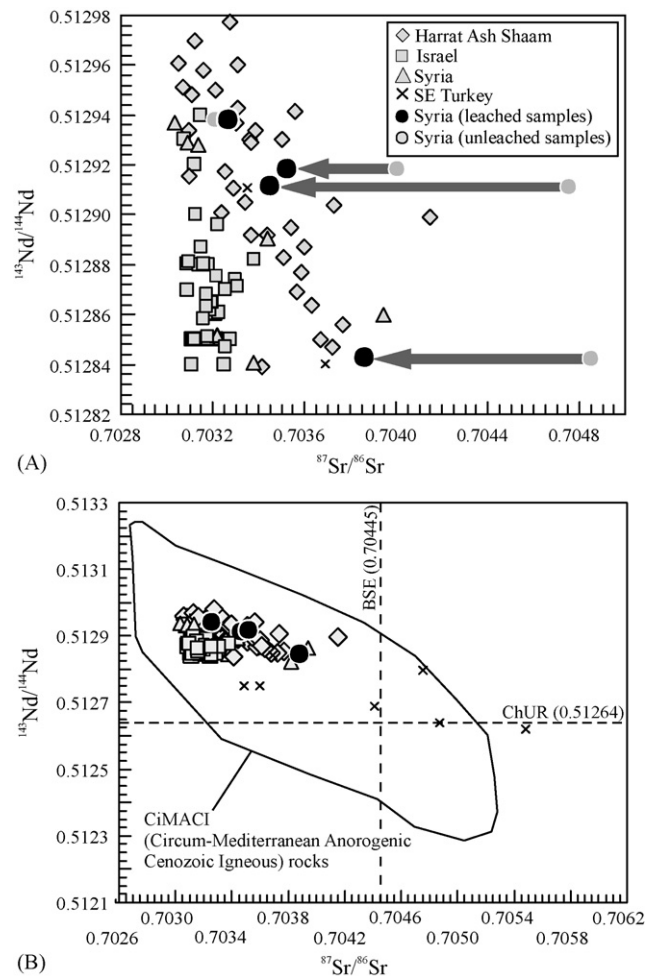 0.51298
0.51296
0.51294
0.51292
0.51290
0.51288
0.51286
0.51284
0.51282
¹⁴³Nd/¹⁴⁴Nd
Harrat Ash Shaam
Israel
Syria
SE Turkey
Syria (leached samples)
Syria (unleached samples)
0.7028 0.7032 0.7036 0.7040 0.7044 0.7048
(A)
⁸⁷Sr/⁸⁶Sr
0.5133
0.5131
0.5129
0.5127
0.5125
0.5123
0.5121
¹⁴³Nd/¹⁴⁴Nd
BSE (0.70445)
ChUR (0.51264)
CiMACI
(Circum-Mediterranean Anorogenic
Cenozoic Igneous) rocks
0.7030 0.7038 0.7046 0.7054 0.7062
0.7026 0.7034 0.7042 0.7050 0.7058
(B)
⁸⁷Sr/⁸⁶Sr